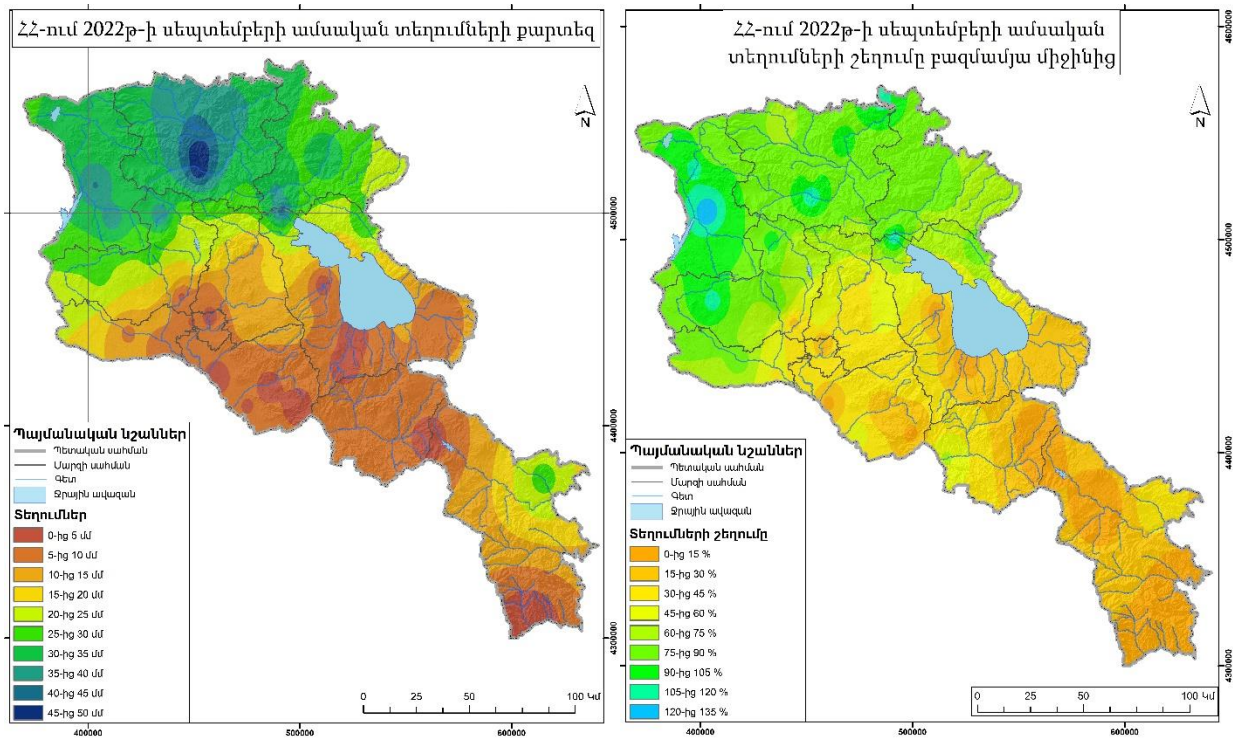 ՀՀ-ում 2022թ-ի սեպտեմբերի ամսական տեղումների քարտեզ
N
Պայմանական նշաններ
Պետական սահման
Մարզի սահման
Գետ
Ջրային ավազան
Տեղումներ
0-ից 5 մմ
5-ից 10 մմ
10-ից 15 մմ
15-ից 20 մմ
20-ից 25 մմ
25-ից 30 մմ
30-ից 35 մմ
35-ից 40 մմ
40-ից 45 մմ
45-ից 50 մմ
0 25 50 100 Կմ
400000 500000 600000
4500000
4400000
4300000
ՀՀ-ում 2022թ-ի սեպտեմբերի ամսական
տեղումների շեղումը բազմամյա միջինից
N
Պայմանական նշաններ
Պետական սահման
Մարզի սահման
Գետ
Ջրային ավազան
Տեղումների շեղումը
0-ից 15 %
15-ից 30 %
30-ից 45 %
45-ից 60 %
60-ից 75 %
75-ից 90 %
90-ից 105 %
105-ից 120 %
120-ից 135 %
0 25 50 100 Կմ
400000 500000 600000
4600000
4500000
4400000
4300000